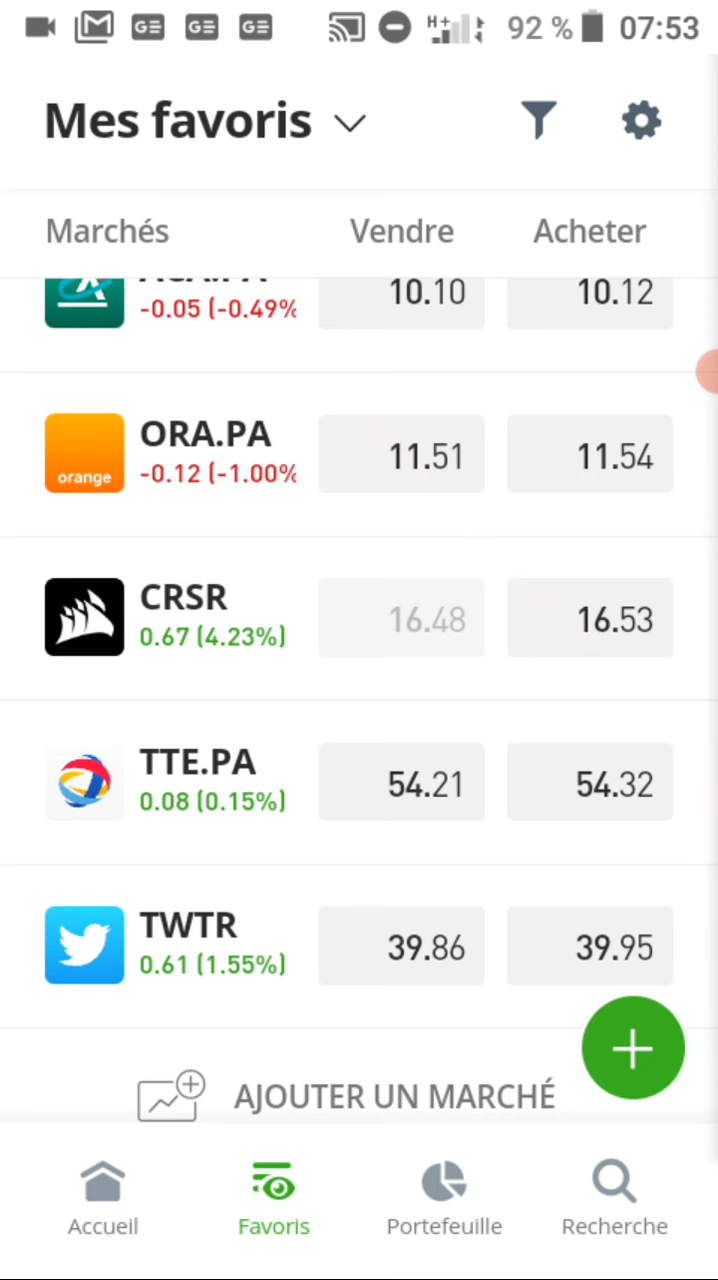 GE GE GE H+ 92 % 07:53
Mes favoris
Marchés Vendre Acheter
-0.05 (-0.49% 10.10 10.12
orange ORA.PA
-0.12 (-1.00% 11.51 11.54
CRSR
0.67 (4.23%) 16.48 16.53
TTE.PA
0.08 (0.15%) 54.21 54.32
TWTR
0.61 (1.55%) 39.86 39.95
AJOUTER UN MARCHÉ
Accueil Favoris Portefeuille Recherche